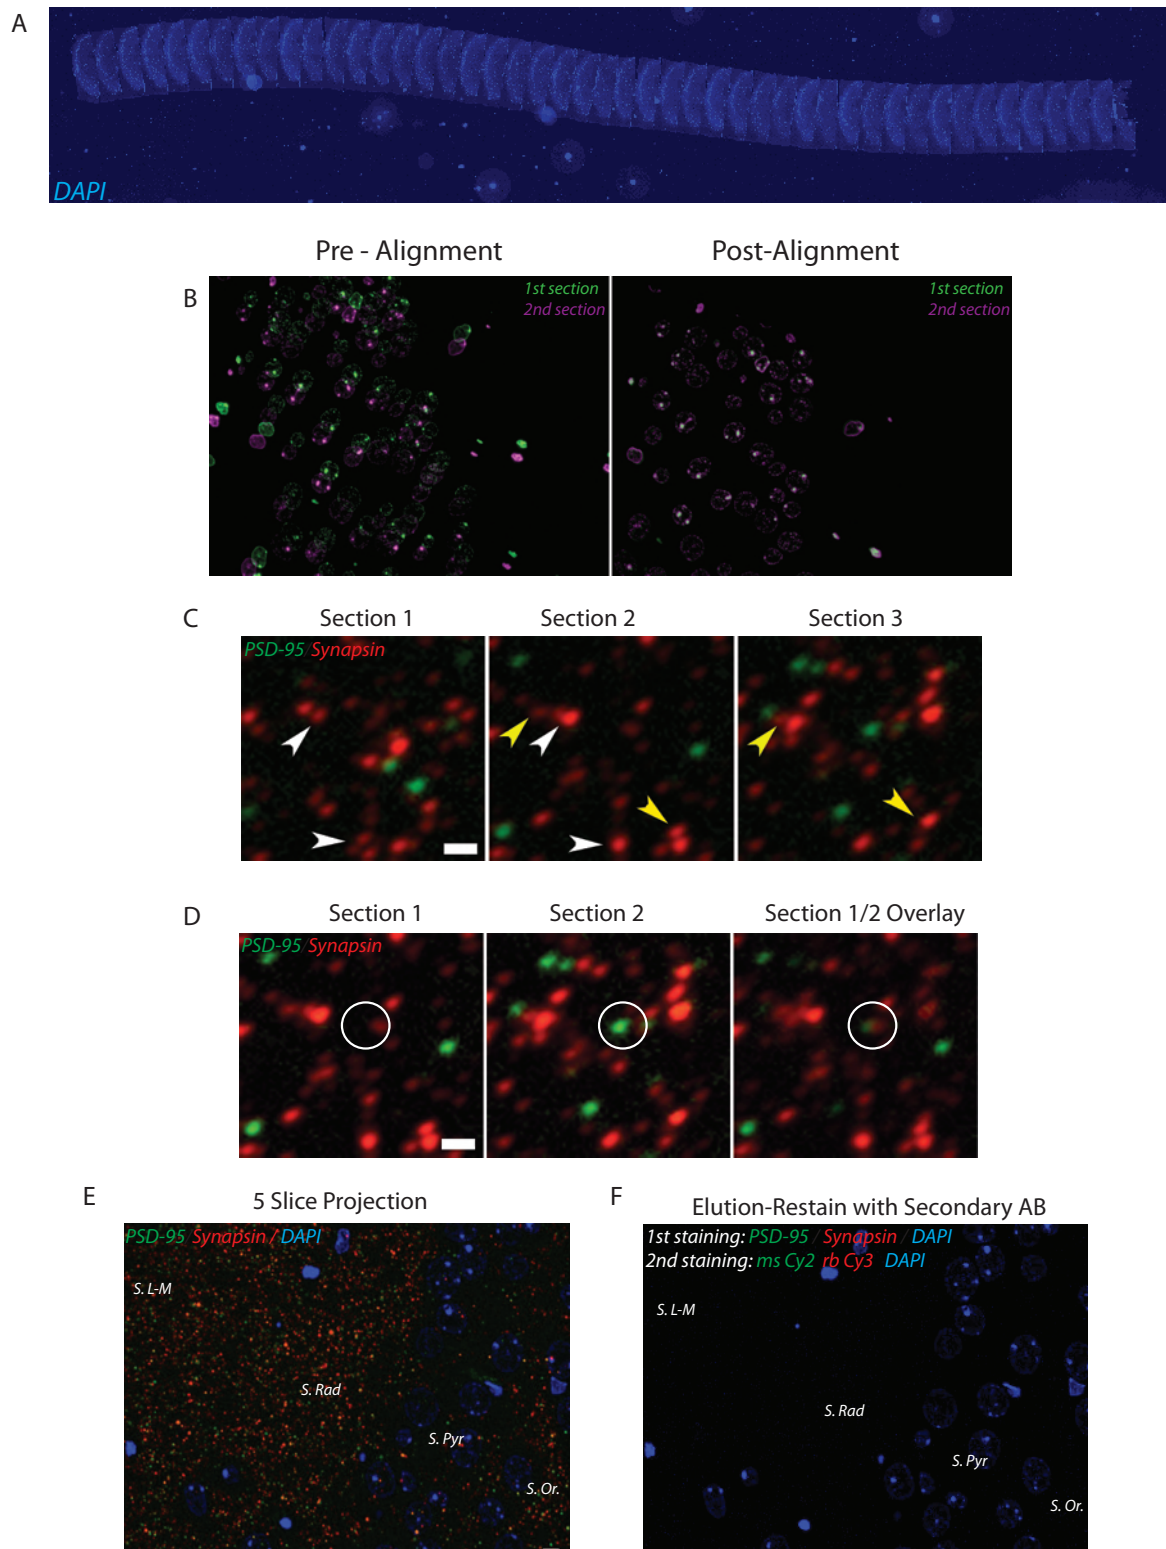 A
DAPI
Pre - Alignment
Post-Alignment
B
1st section
2nd section
1st section
2nd section
C
Section 1
Section 2
Section 3
PSD-95 Synapsin
D
Section 1
Section 2
Section 1/2 Overlay
PSD-95 Synapsin
E
5 Slice Projection
PSD-95 Synapsin / DAPI
S. L-M
S. Rad
S. Pyr
S. Or.
F
Elution-Restain with Secondary AB
1st staining: PSD-95 / Synapsin / DAPI
2nd staining: ms Cy2 rb Cy3 DAPI
S. L-M
S. Rad
S. Pyr
S. Or.